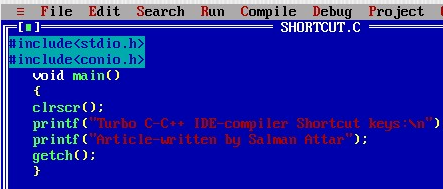 ≡ File Edit Search Run Compile Debug Project
[■] SHORTCUT.C
#include<stdio.h>
#include<conio.h>
void main()
{
clrscr();
printf("Turbo C-C++ IDE-compiler Shortcut keys:\n")
printf("Article-written by Salman Attar");
getch();
}